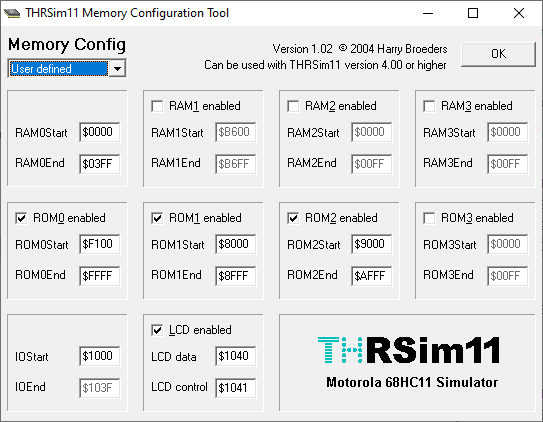 THRSim11 Memory Configuration Tool
Memory Config
Version 1.02 © 2004 Harry Broeders
Can be used with THRSim11 version 4.00 or higher
OK
User defined
RAM1 enabled
RAM2 enabled
RAM3 enabled
RAM0Start $0000
RAM1Start $B600
RAM2Start $0000
RAM3Start $0000
RAM0End $03FF
RAM1End $B6FF
RAM2End $00FF
RAM3End $00FF
ROM0 enabled
ROM1 enabled
ROM2 enabled
ROM3 enabled
ROM0Start $F100
ROM1Start $8000
ROM2Start $9000
ROM3Start $0000
ROM0End $FFFF
ROM1End $8FFF
ROM2End $AFFF
ROM3End $00FF
LCD enabled
IOStart $1000
LCD data $1040
IOEnd $103F
LCD control $1041
THRSim11
Motorola 68HC11 Simulator